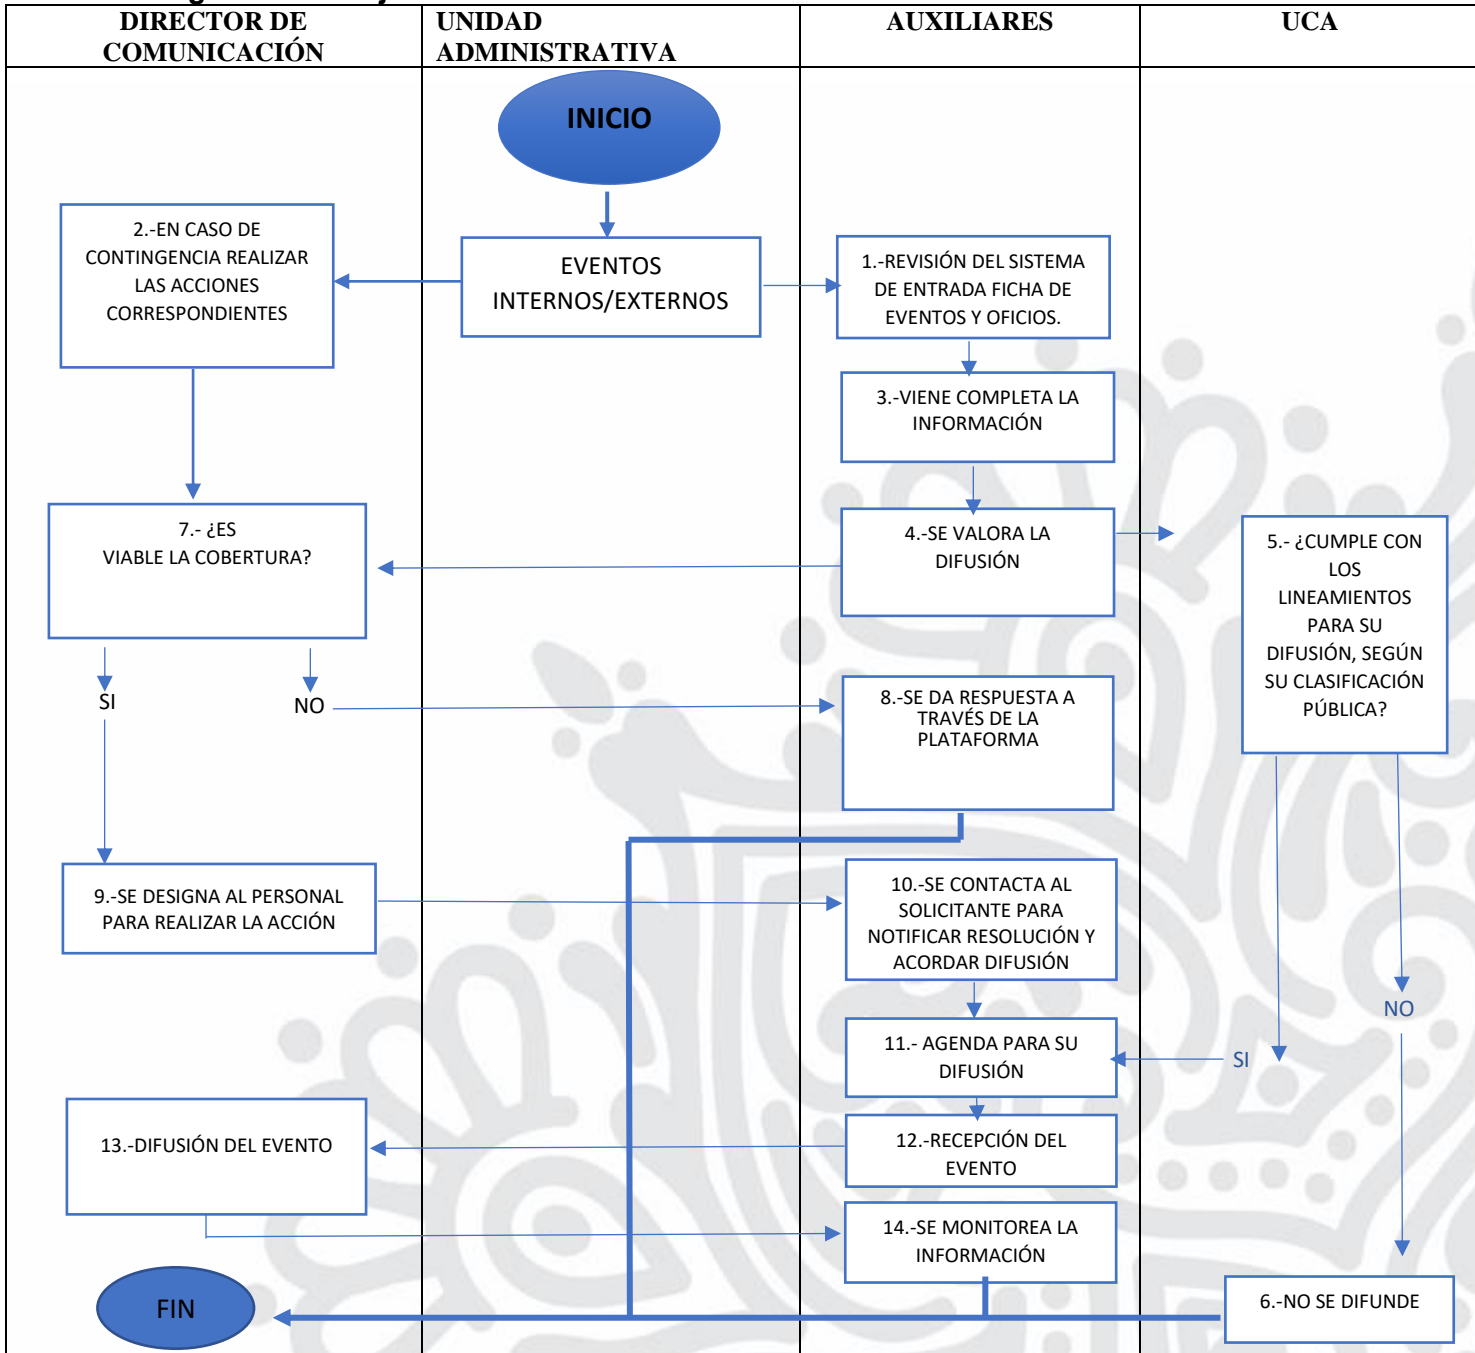 DIRECTOR DE
COMUNICACIÓN
UNIDAD
ADMINISTRATIVA
AUXILIARES
UCA
INICIO
EVENTOS
INTERNOS/EXTERNOS
2.-EN CASO DE
CONTINGENCIA REALIZAR
LAS ACCIONES
CORRESPONDIENTES
1.-REVISIÓN DEL SISTEMA
DE ENTRADA FICHA DE
EVENTOS Y OFICIOS.
3.-VIENE COMPLETA LA
INFORMACIÓN
7.- ¿ES
VIABLE LA COBERTURA?
4.-SE VALORA LA
DIFUSIÓN
5.- ¿CUMPLE CON
LOS
LINEAMIENTOS
PARA SU
DIFUSIÓN, SEGÚN
SU CLASIFICACIÓN
PÚBLICA?
SI
NO
8.-SE DA RESPUESTA A
TRAVÉS DE LA
PLATAFORMA
9.-SE DESIGNA AL PERSONAL
PARA REALIZAR LA ACCIÓN
10.-SE CONTACTA AL
SOLICITANTE PARA
NOTIFICAR RESOLUCIÓN Y
ACORDAR DIFUSIÓN
NO
11.- AGENDA PARA SU
DIFUSIÓN
SI
13.-DIFUSIÓN DEL EVENTO
12.-RECEPCIÓN DEL
EVENTO
14.-SE MONITOREA LA
INFORMACIÓN
FIN
6.-NO SE DIFUNDE